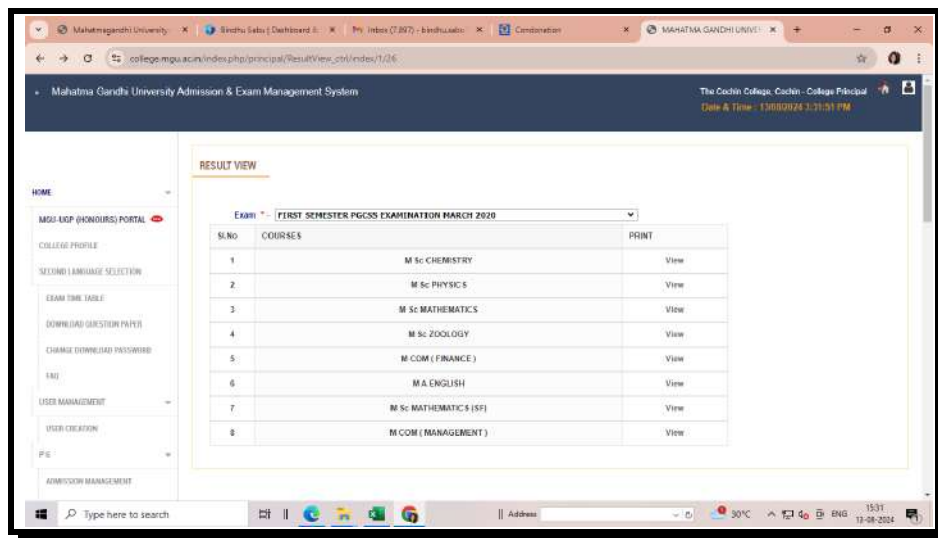 Mahatmagandhi University
Bindhu Sabu | Dashboard &
Inbox (7,897) - bindhu.sabu
Condonation
MAHATMA GANDHI UNIVE
college.mgu.ac.in/index.php/principal/ResultView_ctrl/index/1/26
Mahatma Gandhi University Admission & Exam Management System
The Cochin College, Cochin - College Principal
Date & Time : 13/08/2024 3:31:51 PM
RESULT VIEW
HOME
MGU-UGP (HONOURS) PORTAL
COLLEGE PROFILE
SECOND LANGUAGE SELECTION
EXAM TIME TABLE
DOWNLOAD QUESTION PAPER
CHANGE DOWNLOAD PASSWORD
FAQ
USER MANAGEMENT
USER CREATION
PG
ADMISSION MANAGEMENT
Exam * - FIRST SEMESTER PGCSS EXAMINATION MARCH 2020
Sl.No COURSES PRINT
1 M Sc CHEMISTRY View
2 M Sc PHYSICS View
3 M Sc MATHEMATICS View
4 M Sc ZOOLOGY View
5 M COM ( FINANCE ) View
6 M A ENGLISH View
7 M Sc MATHEMATICS (SF) View
8 M COM ( MANAGEMENT ) View
Type here to search
Address
30°C
ENG
15:31
13-08-2024